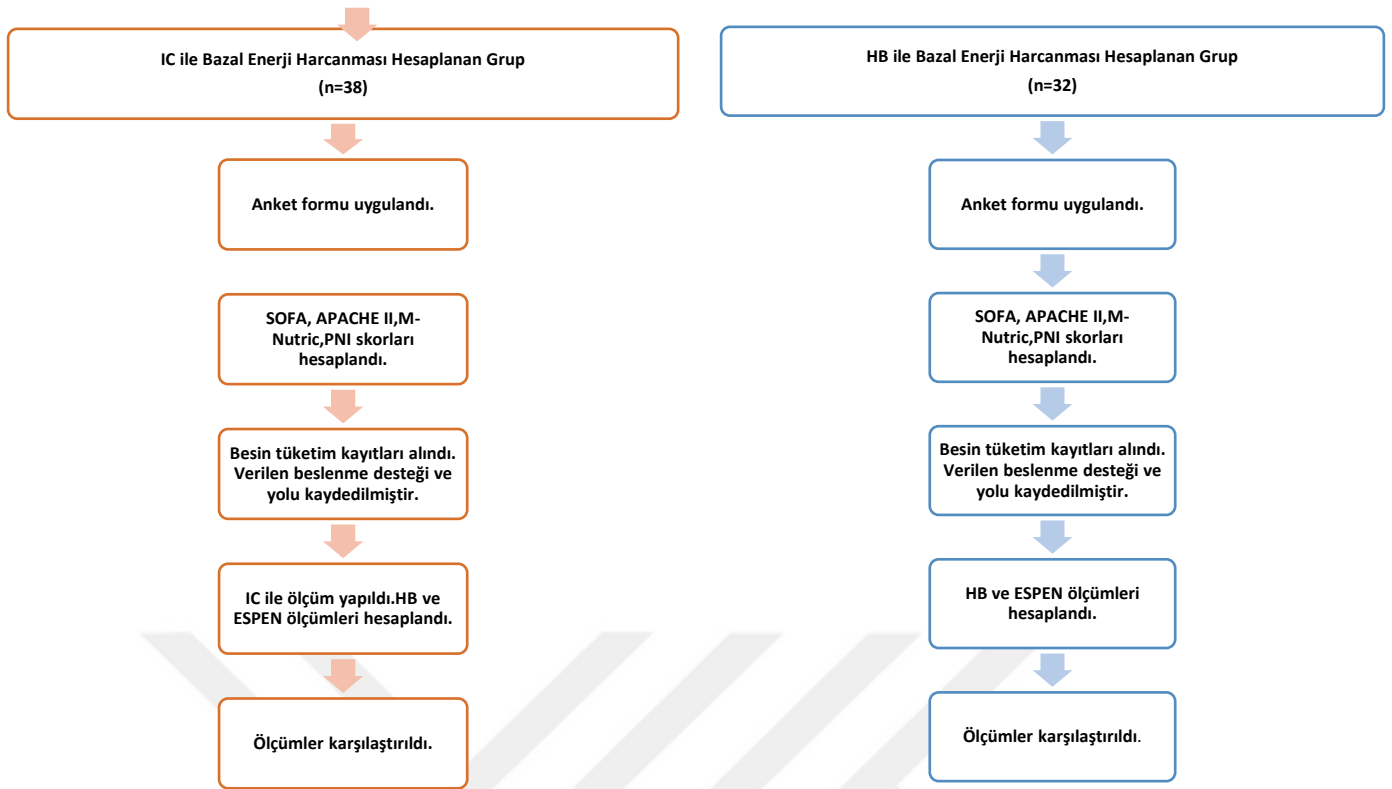 IC ile Bazal Enerji Harcanması Hesaplanan Grup
(n=38)
Anket formu uygulandı.
SOFA, APACHE II,M-
Nutric,PNI skorları
hesaplandı.
Besin tüketim kayıtları alındı.
Verilen beslenme desteği ve
yolu kaydedilmiştir.
IC ile ölçüm yapıldı.HB ve
ESPEN ölçümleri hesaplandı.
Ölçümler karşılaştırıldı.
HB ile Bazal Enerji Harcanması Hesaplanan Grup
(n=32)
Anket formu uygulandı.
SOFA, APACHE II,M-
Nutric,PNI skorları
hesaplandı.
Besin tüketim kayıtları alındı.
Verilen beslenme desteği ve
yolu kaydedilmiştir.
HB ve ESPEN ölçümleri
hesaplandı.
Ölçümler karşılaştırıldı.